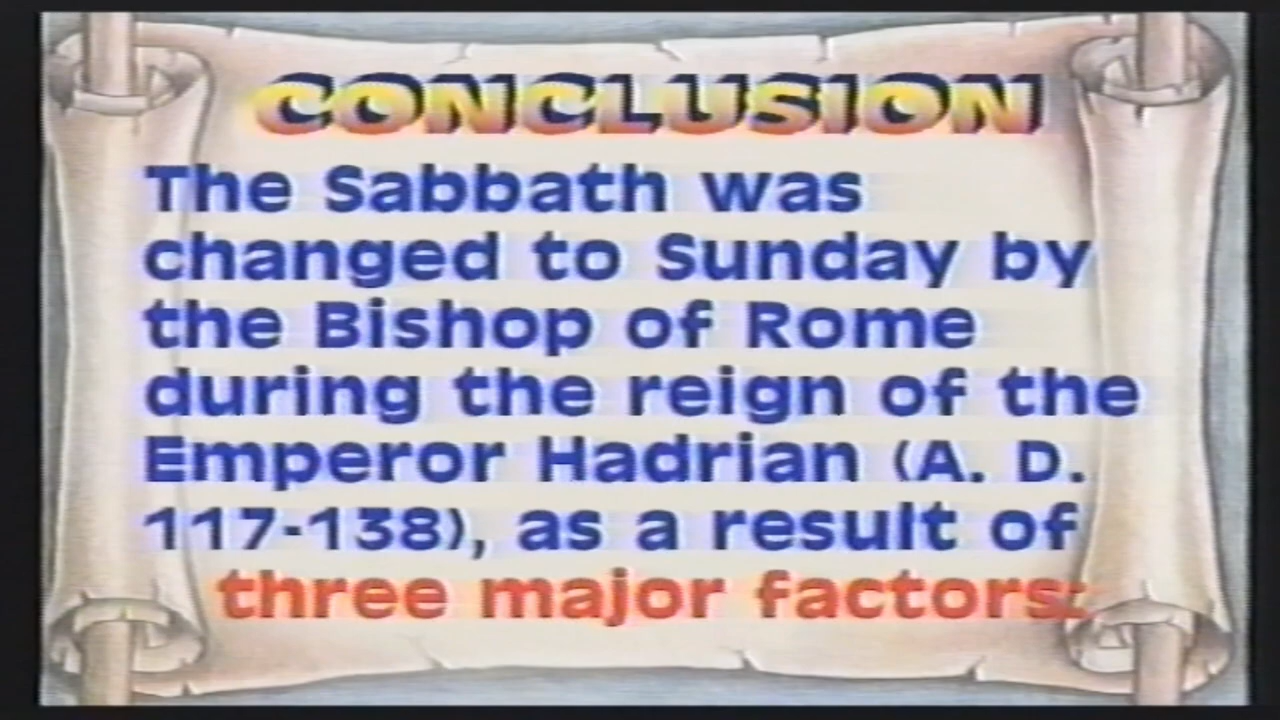 CONCLUSION
The Sabbath was
changed to Sunday by
the Bishop of Rome
during the reign of the
Emperor Hadrian (A. D.
117-138), as a result of
three major factors: